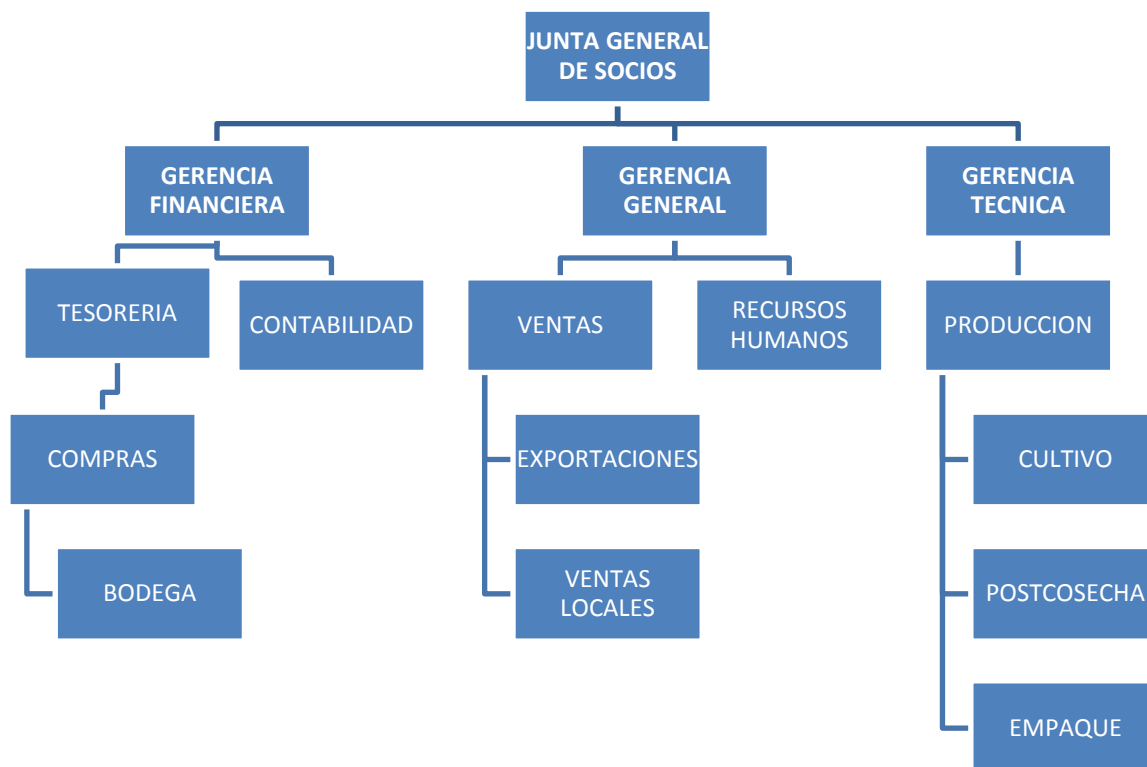 JUNTA GENERAL
DE SOCIOS
GERENCIA
FINANCIERA
GERENCIA
GENERAL
GERENCIA
TECNICA
TESORERIA
CONTABILIDAD
VENTAS
RECURSOS
HUMANOS
PRODUCCION
COMPRAS
EXPORTACIONES
CULTIVO
BODEGA
VENTAS
LOCALES
POSTCOSECHA
EMPAQUE